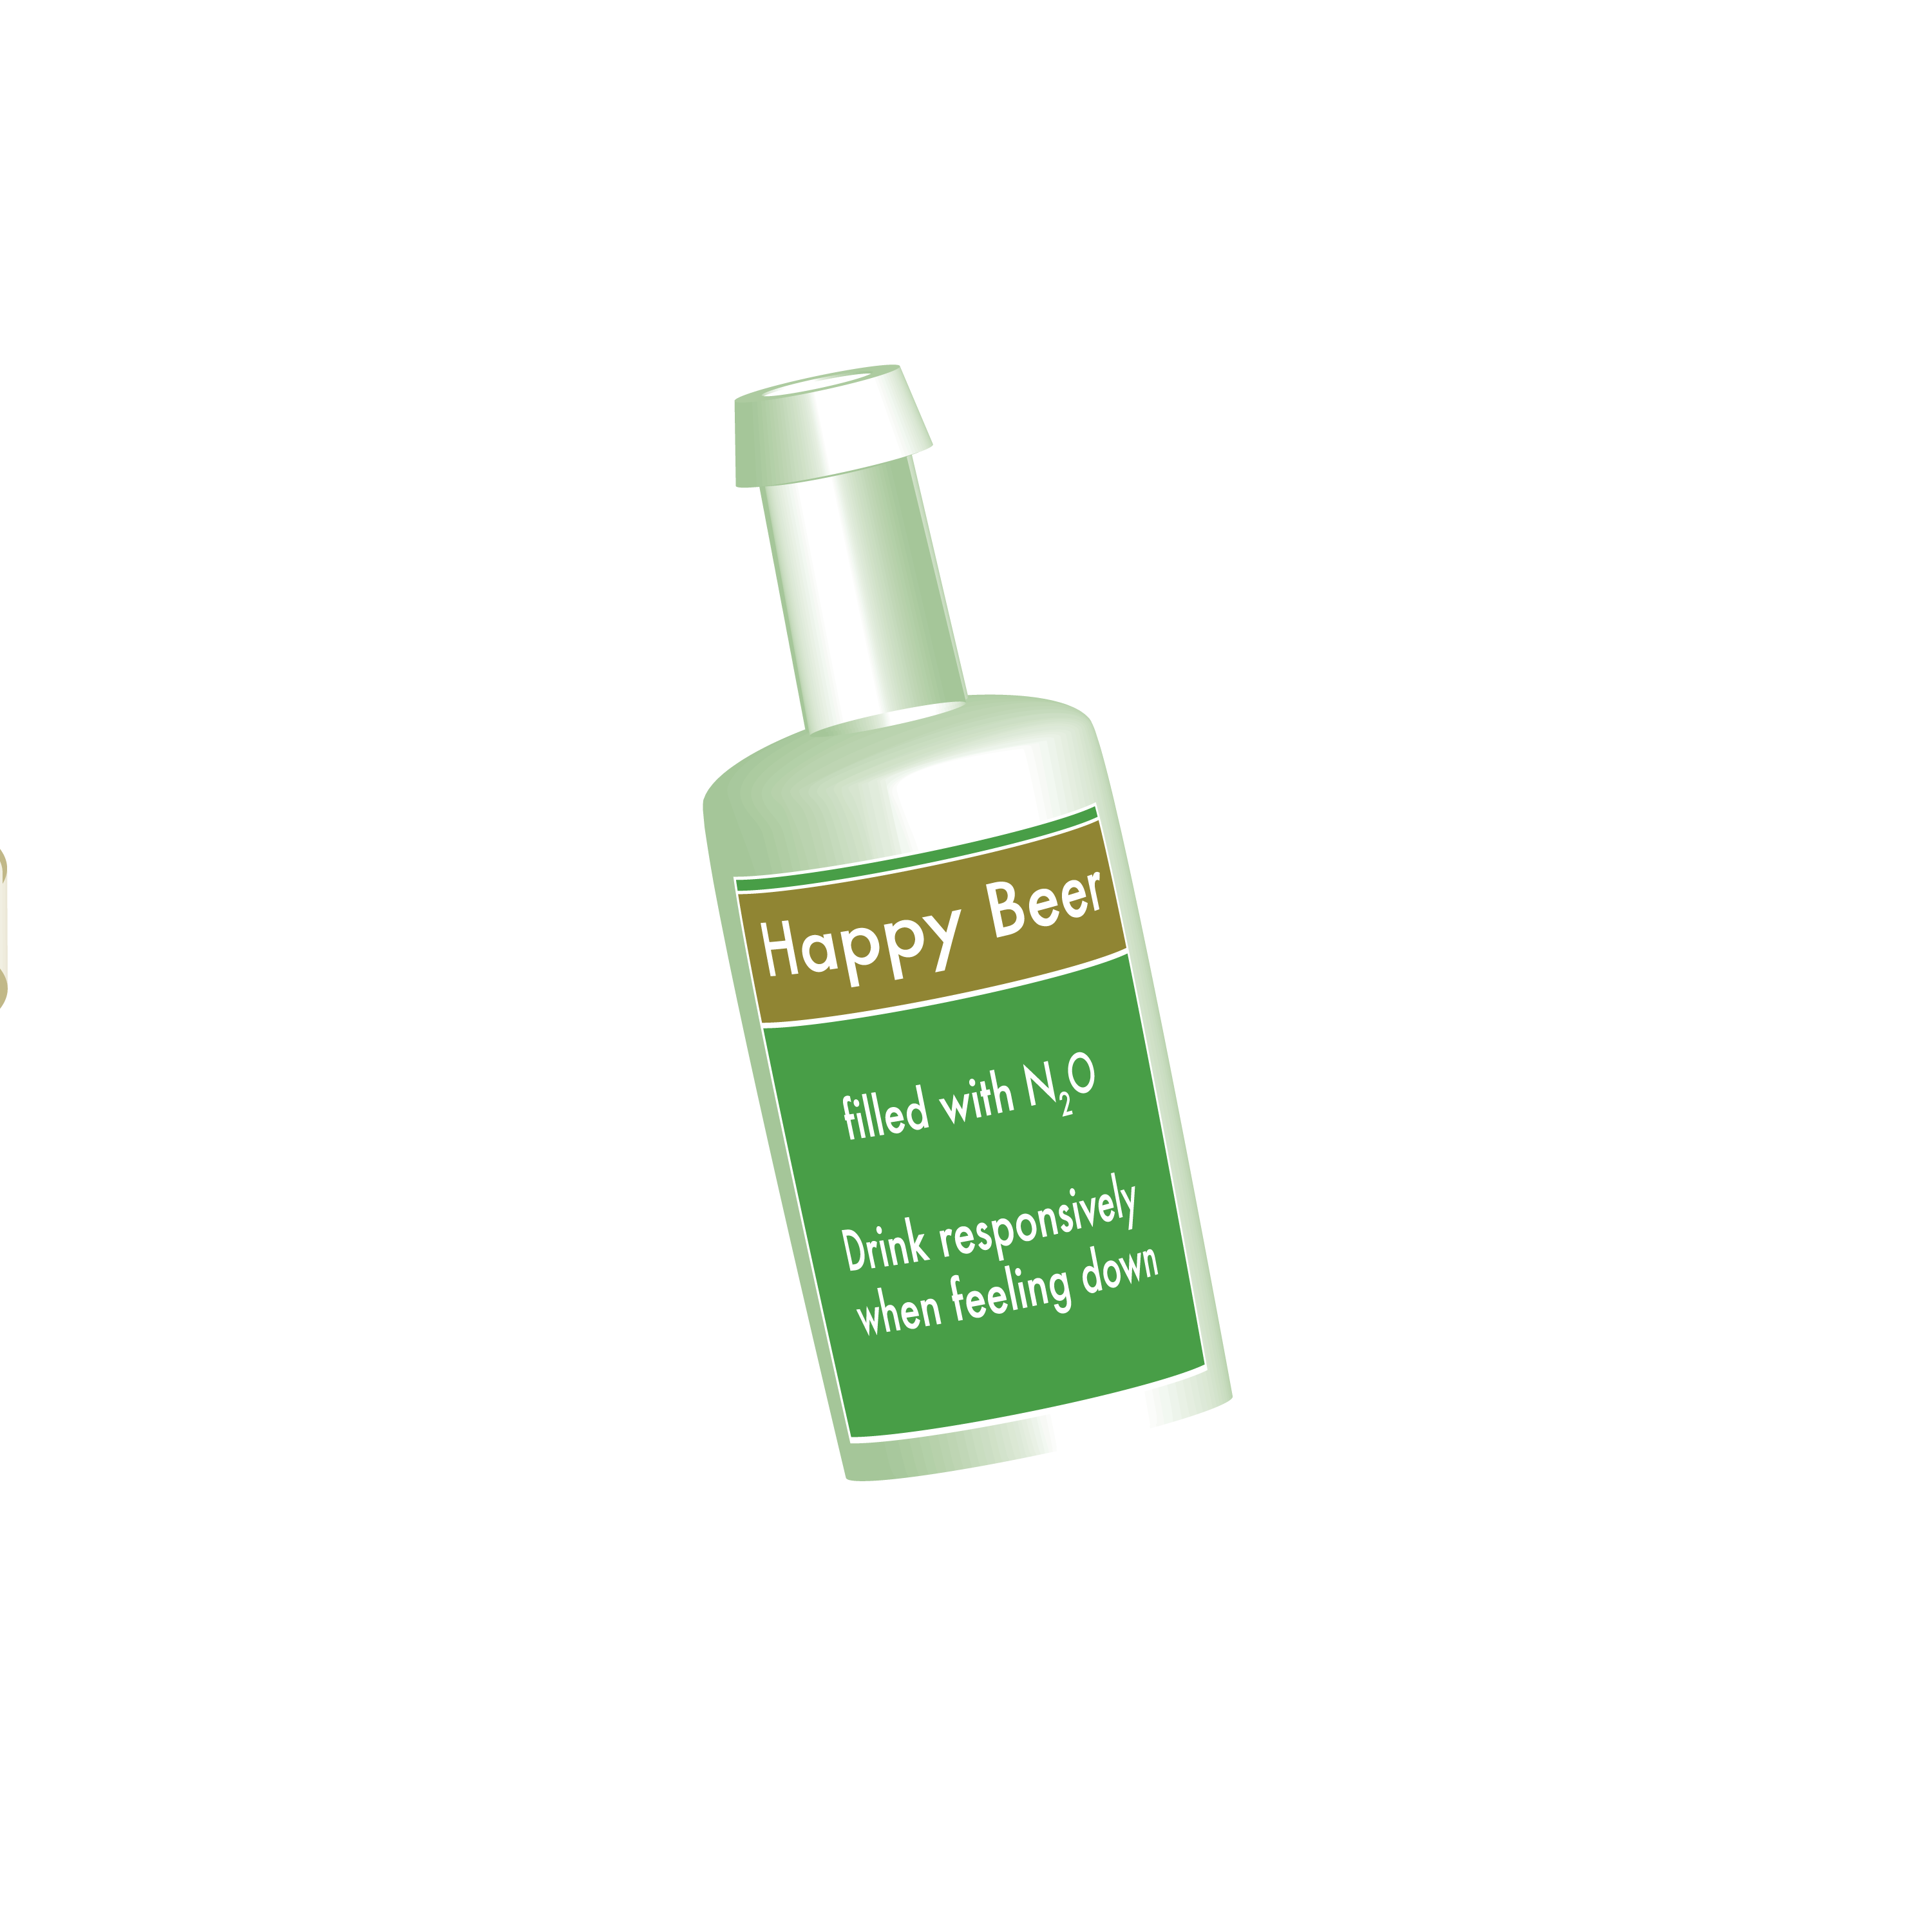 Happy Beer
filled with N₂O
Drink responsively
when feeling down